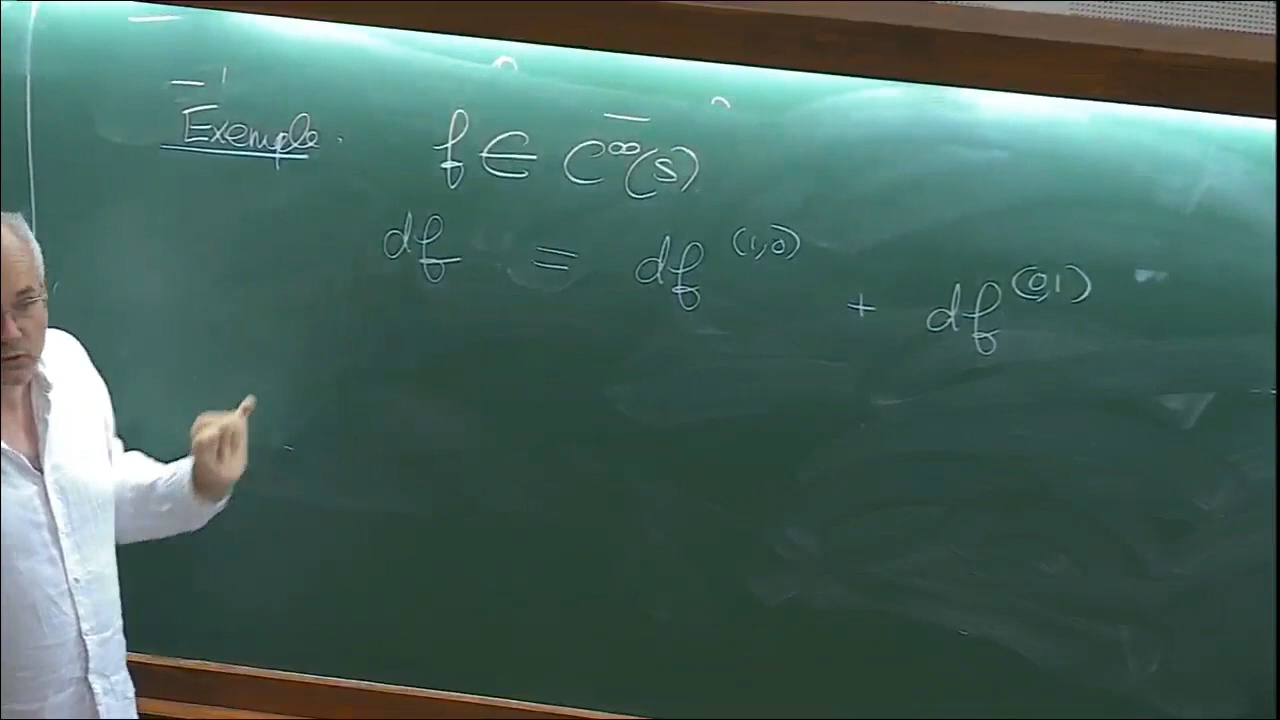 Exemple. f ∈ C^∞(S)
df = df^(1,0) + df^(0,1)